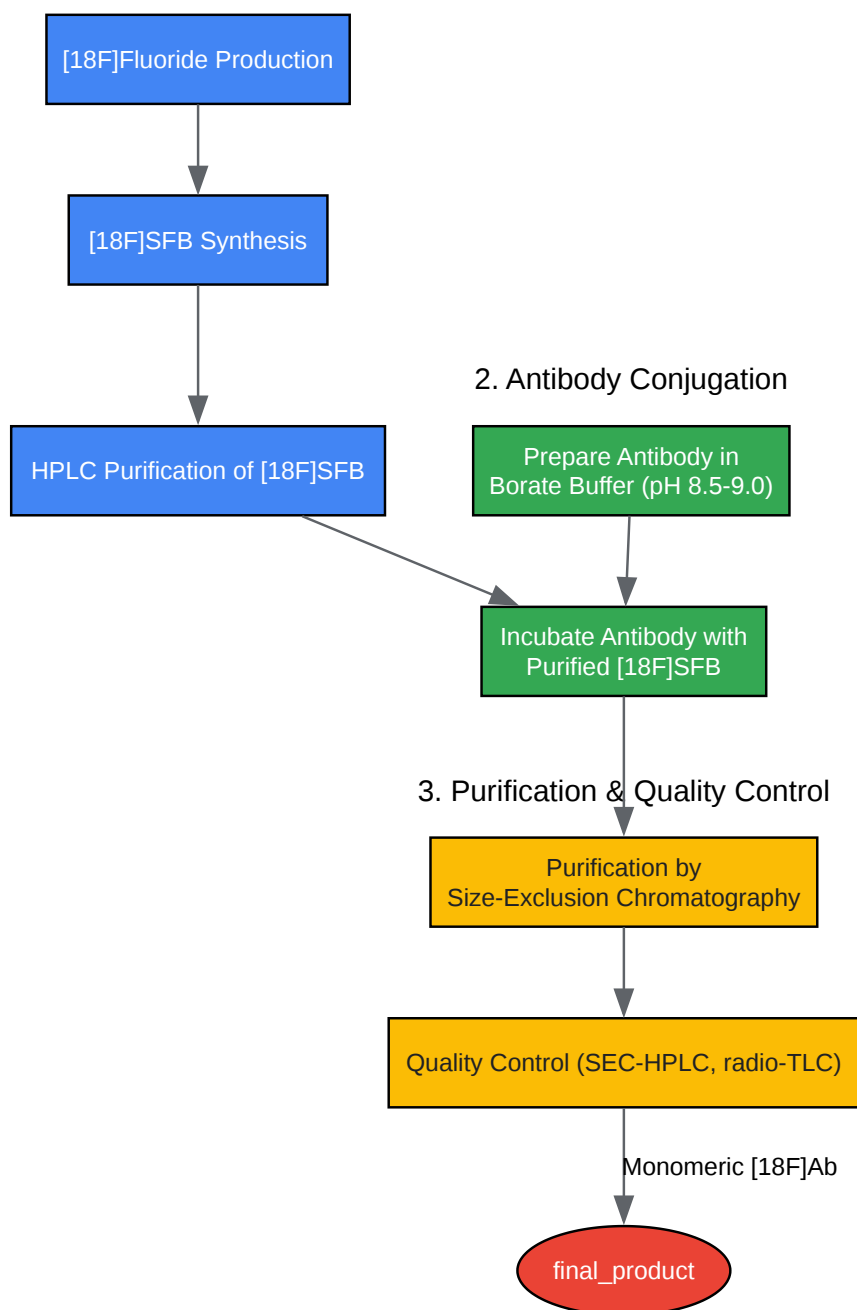 [18F]Fluoride Production
[18F]SFB Synthesis
2. Antibody Conjugation
HPLC Purification of [18F]SFB
Prepare Antibody in
Borate Buffer (pH 8.5-9.0)
Incubate Antibody with
Purified [18F]SFB
3. Purification & Quality Control
Purification by
Size-Exclusion Chromatography
Quality Control (SEC-HPLC, radio-TLC)
Monomeric [18F]Ab
final_product